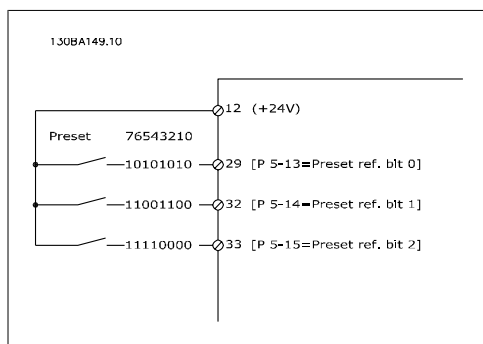 130BA149.10
12 (+24V)
Preset 76543210
10101010 29 [P 5-13=Preset ref. bit 0]
11001100 32 [P 5-14=Preset ref. bit 1]
11110000 33 [P 5-15=Preset ref. bit 2]